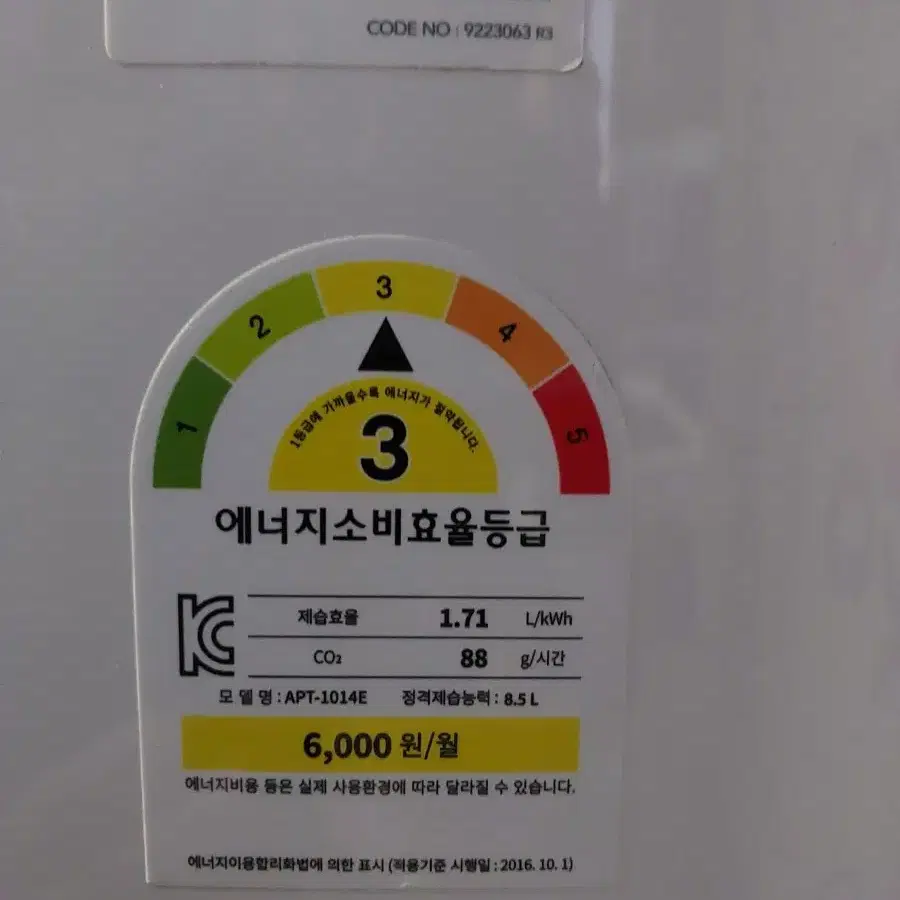 CODE NO : 9223063 R3
1 2 3 4 5
1등급에 가까울수록 에너지가 절약됩니다.
3
에너지소비효율등급
제습효율 1.71 L/kWh
CO₂ 88 g/시간
모델명 : APT-1014E 정격제습능력 : 8.5 L
6,000 원/월
에너지비용 등은 실제 사용환경에 따라 달라질 수 있습니다.
에너지이용합리화법에 의한 표시 (적용기준 시행일 : 2016. 10. 1)